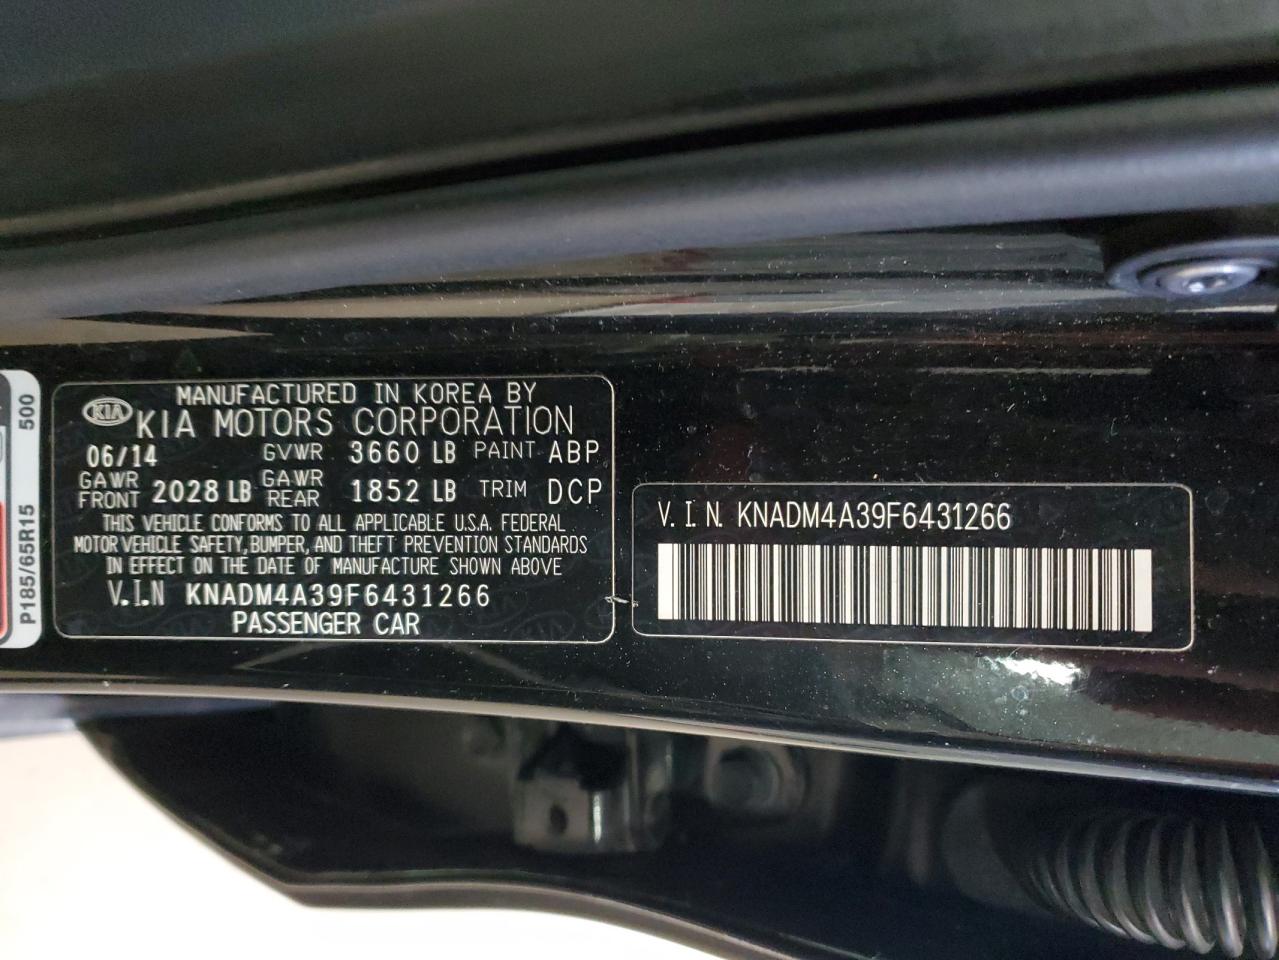 MANUFACTURED IN KOREA BY
KIA KIA MOTORS CORPORATION
06/14 GVWR 3660 LB PAINT ABP
GAWR FRONT 2028 LB GAWR REAR 1852 LB TRIM DCP
THIS VEHICLE CONFORMS TO ALL APPLICABLE U.S.A. FEDERAL
MOTOR VEHICLE SAFETY, BUMPER, AND THEFT PREVENTION STANDARDS
IN EFFECT ON THE DATE OF MANUFACTURE SHOWN ABOVE
V.I.N KNADM4A39F6431266
PASSENGER CAR
V.I.N. KNADM4A39F6431266
P185/65R15 500